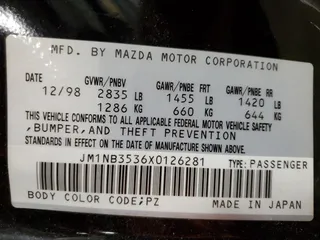 MFD. BY MAZDA MOTOR CORPORATION
DATE GVWR/PNBV GAWR/PNBE FRT GAWR/PNBE RR
12/98 2835 LB 1455 LB 1420 LB
1286 KG 660 KG 644 KG
THIS VEHICLE CONFORMS TO ALL APPLICABLE FEDERAL MOTOR VEHICLE SAFETY
,BUMPER,AND THEFT PREVENTION
STANDARDS IN EFFECT ON THE DATE OF MANUFACTURE SHOWN ABOVE.
JM1NB3536X0126281 TYPE:PASSENGER
BODY COLOR CODE;PZ MADE IN JAPAN